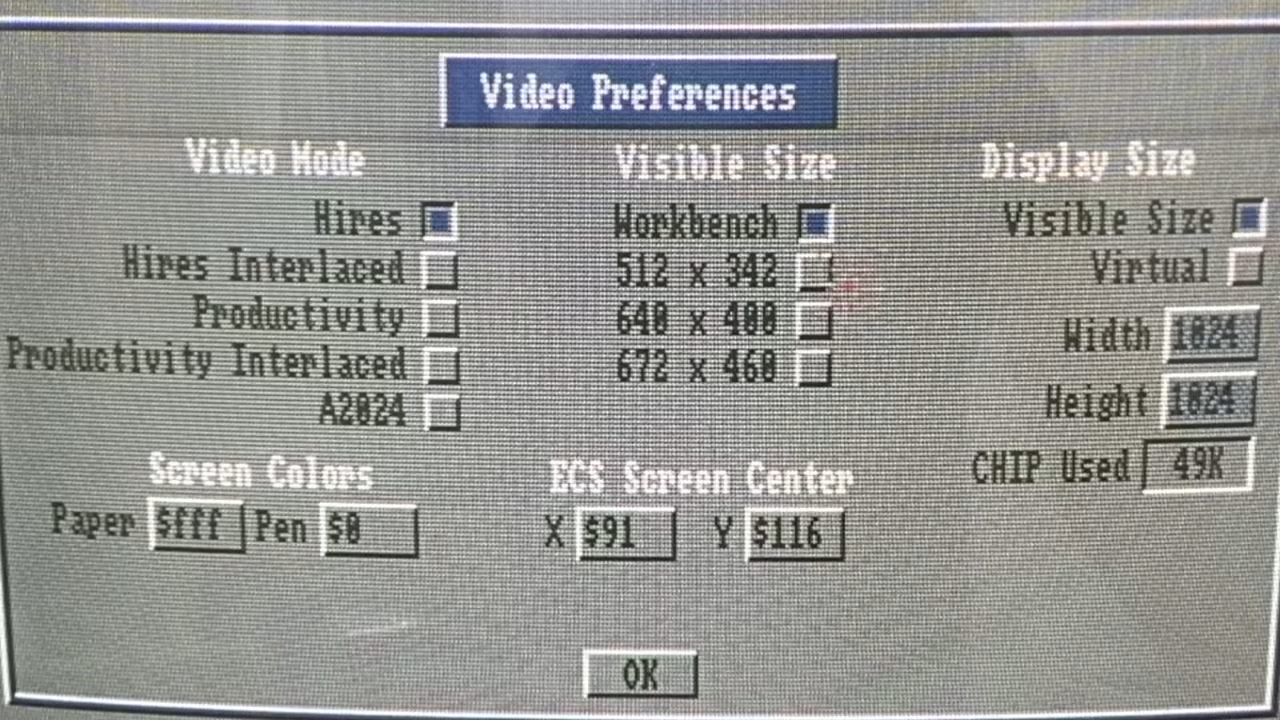 Video Preferences
Video Mode
Hires
Hires Interlaced
Productivity
Productivity Interlaced
A2024
Visible Size
Workbench
512 x 342
640 x 400
672 x 460
Display Size
Visible Size
Virtual
Width 1024
Height 1024
CHIP Used 49K
Screen Colors
Paper $fff Pen $0
ECS Screen Center
X $91 Y $116
OK